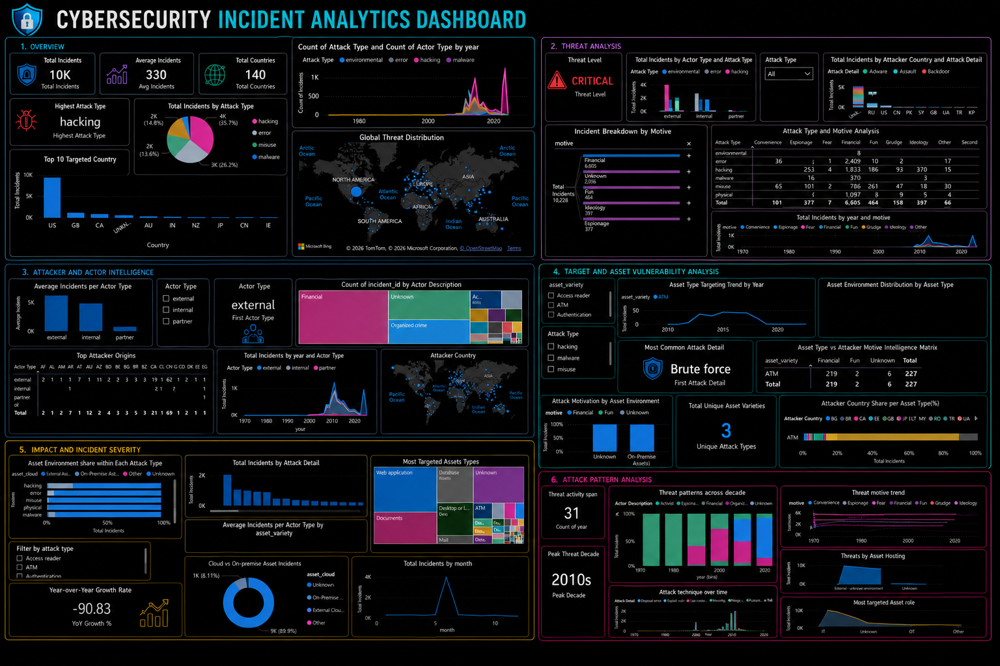 CYBERSECURITY INCIDENT ANALYTICS DASHBOARD
1. OVERVIEW
Total Incidents
10K
Total Incidents
Average Incidents
330
Avg Incidents
Total Countries
140
Total Countries
Highest Attack Type
hacking
Highest Attack Type
Total Incidents by Attack Type
2K
(14.8%)
4K
(35.7%)
2K
(13.6%)
3K (26.2%)
hacking
error
misuse
malware
Top 10 Targeted Country
Total Incidents
10K
5K
0K
US GB CA UNKN... AU IN NZ JP CN IE
Country
Count of Attack Type and Count of Actor Type by year
Attack Type environmental error hacking malware
Count of Incidents
1K
500
0
1980 2000 2020
Global Threat Distribution
Arctic
Ocean
Arctic
Ocean
NORTH AMERICA
EUROPE
ASIA
Pacific
Ocean
Atlantic
Ocean
Pacific
Ocean
AFRICA
SOUTH AMERICA
Indian
Ocean
AUSTRALIA
Microsoft Bing
© 2026 TomTom, © 2026 Microsoft Corporation, © OpenStreetMap Terms
2. THREAT ANALYSIS
Threat Level
CRITICAL
Threat Level
Total Incidents by Actor Type and Attack Type
Attack Type environmental error hacking
Total Incidents
4K
2K
0K
external internal partner
Attack Type
All
Total Incidents by Attacker Country and Attack Detail
Attack Detail Adware Assault Backdoor
5K
0K
RU US CN PK SY GB UA TR KP
Incident Breakdown by Motive
motive ×
Total
Incidents
10,228
Financial
6,605
Unknown
2,056
Fun
464
Ideology
397
Espionage
377
Attack Type and Motive Analysis
Attack Type Convenience Espionage Fear Financial Fun Grudge Ideology Other Second
environmental 8
error 36 1 2,409 10 2 17
hacking 253 4 1,833 186 93 370 15
malware 16 370 3
misuse 65 101 2 786 261 47 18 30
physical 1,097 8 9 5 4
Total 101 377 7 6,605 464 158 397 66
Total Incidents by year and motive
motive Convenience Espionage Fear Financial Fun Grudge Ideology Other
Total Incidents
1K
0K
1970 1980 1990 2000 2010 2020
3. ATTACKER AND ACTOR INTELLIGENCE
Average Incidents per Actor Type
Average Incidents
5K
0K
external internal partner
Actor Type
external
internal
partner
Actor Type
external
First Actor Type
Count of incident_id by Actor Description
Financial
Unknown
Organized crime
Ac...
Top Attacker Origins
Actor Type AF AL AM AR AT AU AZ BD BE BG BR BZ CA CL CN G CO DK EE EG
external 2 1 1 1 7 1 11 2 2 3 1 3 19 1 62 1 1 2 1 1
internal 1 2 1 1
partner 1
Total 2 1 2 7 1 12 2 4 3 3 5 3 21 1 69 1 2 1 1
Total Incidents by year and Actor Type
Actor Type external internal partner
Total Incidents
1K
0K
1970 1980 1990 2000 2010 2020
Attacker Country
Pacific
Ocean
Atlantic
Ocean
ASIA
Pacific
Ocean
Indian
Ocean
4. TARGET AND ASSET VULNERABILITY ANALYSIS
asset_variety
Access reader
ATM
Authentication
Attack Type
hacking
malware
misuse
Asset Type Targeting Trend by Year
asset_variety ATM
Total Incidents
50
0
2010 2015 2020
Asset Environment Distribution by Asset Type
Most Common Attack Detail
Brute force
First Attack Detail
Asset Type vs Attacker Motive Intelligence Matrix
asset_variety Financial Fun Unknown Total
ATM 219 2 6 227
Total 219 2 6 227
Attack Motivation by Asset Environment
motive Financial Fun Unknown
Total Incidents
100%
50%
0%
Unknown On-Premise
Total Unique Asset Varieties
3
Unique Attack Types
Attacker Country Share per Asset Type(%)
Attacker Country BG BR CA EE GB JP LT MY RO TR UA
ATM
0% 20% 40% 60% 80% 100%
Total Incidents
5. IMPACT AND INCIDENT SEVERITY
Asset Environment share within Each Attack Type
asset_cloud External Ass... On-Premise Ast... Other Unknown
hacking
error
misuse
physical
malware
0% 50% 100%
Total Incidents
Filter by attack type
Access reader
ATM
Authentication
Year-over-Year Growth Rate
-90.83
YoY Growth %
Total Incidents by Attack Detail
Total Incidents
2K
0K
Average Incidents per Actor Type by
asset_variety
Cloud vs On-premise Asset Incidents
1K (8.11%)
9K (89.9%)
asset_cloud
Unknown
On-Premise ...
External Clou...
Other
Most Targeted Assets Types
Web application
Documents
Database
Desktop or l...
Mail
Unknown
ATM
Total Incidents by month
Total Incidents
4K
2K
0K
0 5 10
month
6. ATTACK PATTERN ANALYSIS
Threat activity span
31
Count of year
Peak Threat Decade
2010s
Peak Decade
Threat patterns across decade
Actor Description Activist Espiona... Financial Organiz... Unknown
Total Incidents
100%
50%
0%
1970 1980 1990 2000 2010 2020
year (bins)
Attack technique over time
Attack Detail
2K
0K
1970 1980 2010 2020
Threat motive trend
motive Convenience Espionage Fear Financial Fun Grudge Ideology
6K
4K
2K
0K
1970 1980 2000 2020
Threats by Asset Hosting
Total Incidents
10K
0K
External - unknown environment Unknown
Most targeted Asset role
Total Incidents
10K
0K
IT Unknown OT Other